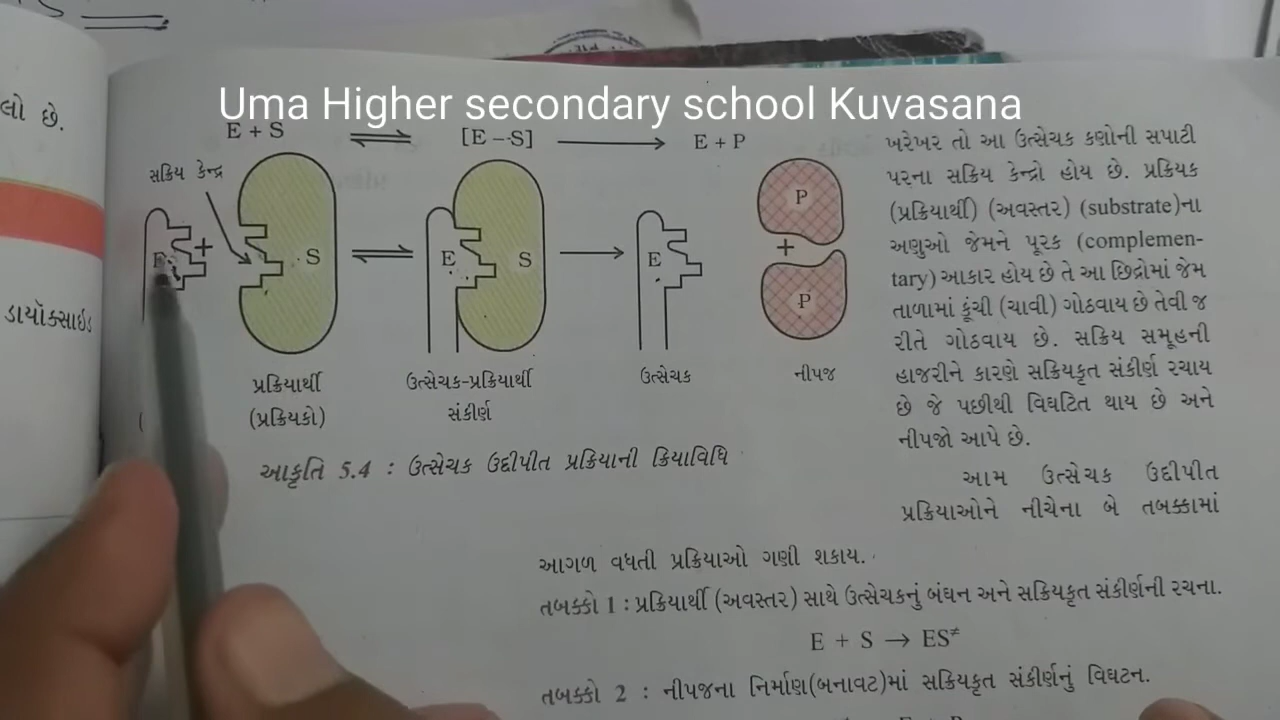 લો છે.
ડાયૉક્સાઇડ
Uma Higher secondary school Kuvasana
E + S ⇌ [E – S] ⟶ E + P
સક્રિય કેન્દ્ર
E + S ⇌ E S ⟶ E P + P
પ્રક્રિયાર્થી
(પ્રક્રિયકો)
ઉત્સેચક-પ્રક્રિયાર્થી
સંકીર્ણ
ઉત્સેચક
નીપજ
આકૃતિ 5.4 : ઉત્સેચક ઉદ્દીપીત પ્રક્રિયાની ક્રિયાવિધિ
ખરેખર તો આ ઉત્સેચક કણોની સપાટી
પરના સક્રિય કેન્દ્રો હોય છે. પ્રક્રિયક
(પ્રક્રિયાર્થી) (અવસ્તર) (substrate)ના
અણુઓ જેમને પૂરક (complemen-
tary) આકાર હોય છે તે આ છિદ્રોમાં જેમ
તાળામાં કૂંચી (ચાવી) ગોઠવાય છે તેવી જ
રીતે ગોઠવાય છે. સક્રિય સમૂહની
હાજરીને કારણે સક્રિયકૃત સંકીર્ણ રચાય
છે જે પછીથી વિઘટિત થાય છે અને
નીપજો આપે છે.
આમ ઉત્સેચક ઉદ્દીપીત
પ્રક્રિયાઓને નીચેના બે તબક્કામાં
આગળ વધતી પ્રક્રિયાઓ ગણી શકાય.
તબક્કો 1 : પ્રક્રિયાર્થી (અવસ્તર) સાથે ઉત્સેચકનું બંધન અને સક્રિયકૃત સંકીર્ણની રચના.
E + S → ES≠
તબક્કો 2 : નીપજના નિર્માણ(બનાવટ)માં સક્રિયકૃત સંકીર્ણનું વિઘટન.